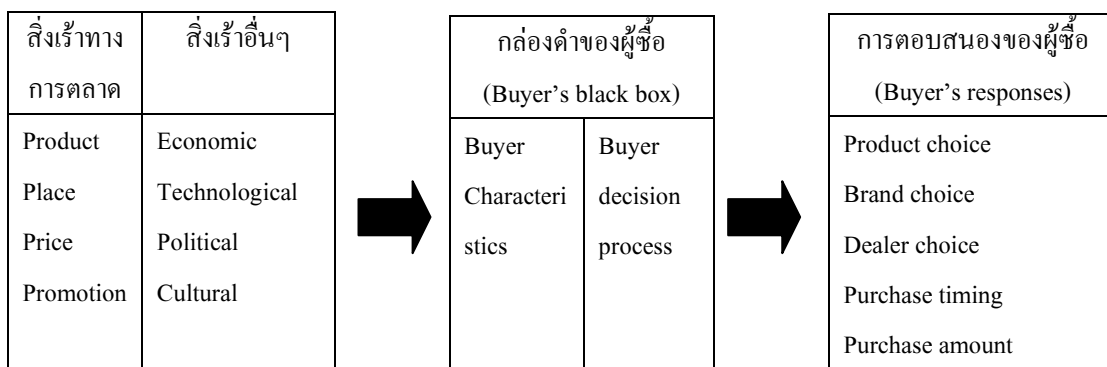 สิ่งเร้าทาง
การตลาด
สิ่งเร้าอื่นๆ
Product
Place
Price
Promotion
Economic
Technological
Political
Cultural
กล่องดำของผู้ซื้อ
(Buyer’s black box)
Buyer
Characteri
stics
Buyer
decision
process
การตอบสนองของผู้ซื้อ
(Buyer’s responses)
Product choice
Brand choice
Dealer choice
Purchase timing
Purchase amount